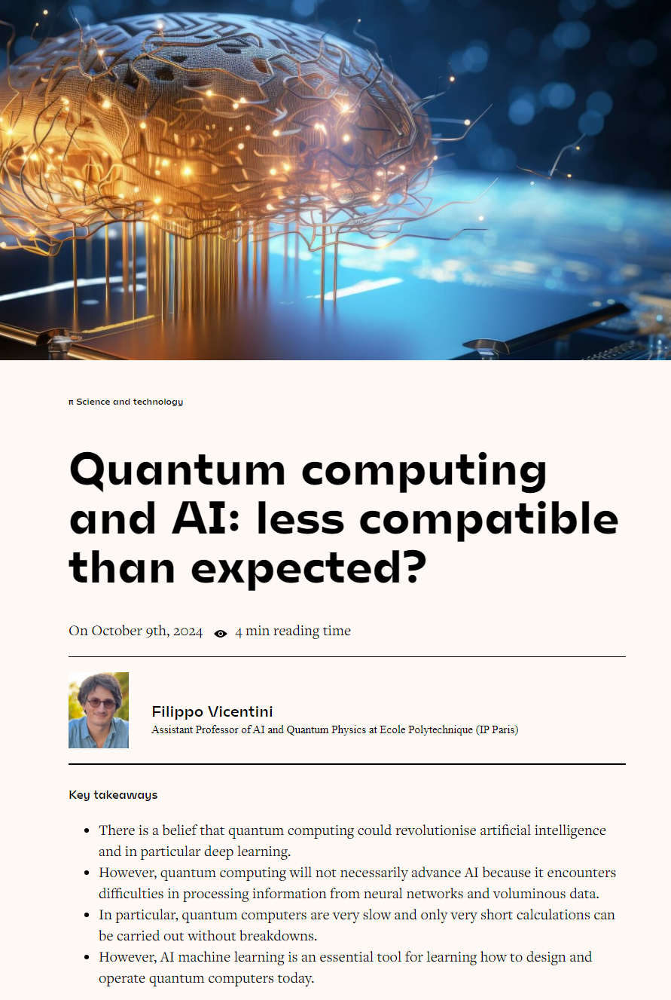 π Science and technology
Quantum computing
and AI: less compatible
than expected?
On October 9th, 2024 4 min reading time
Filippo Vicentini
Assistant Professor of AI and Quantum Physics at Ecole Polytechnique (IP Paris)
Key takeaways
• There is a belief that quantum computing could revolutionise artificial intelligence
and in particular deep learning.
• However, quantum computing will not necessarily advance AI because it encounters
difficulties in processing information from neural networks and voluminous data.
• In particular, quantum computers are very slow and only very short calculations can
be carried out without breakdowns.
• However, AI machine learning is an essential tool for learning how to design and
operate quantum computers today.